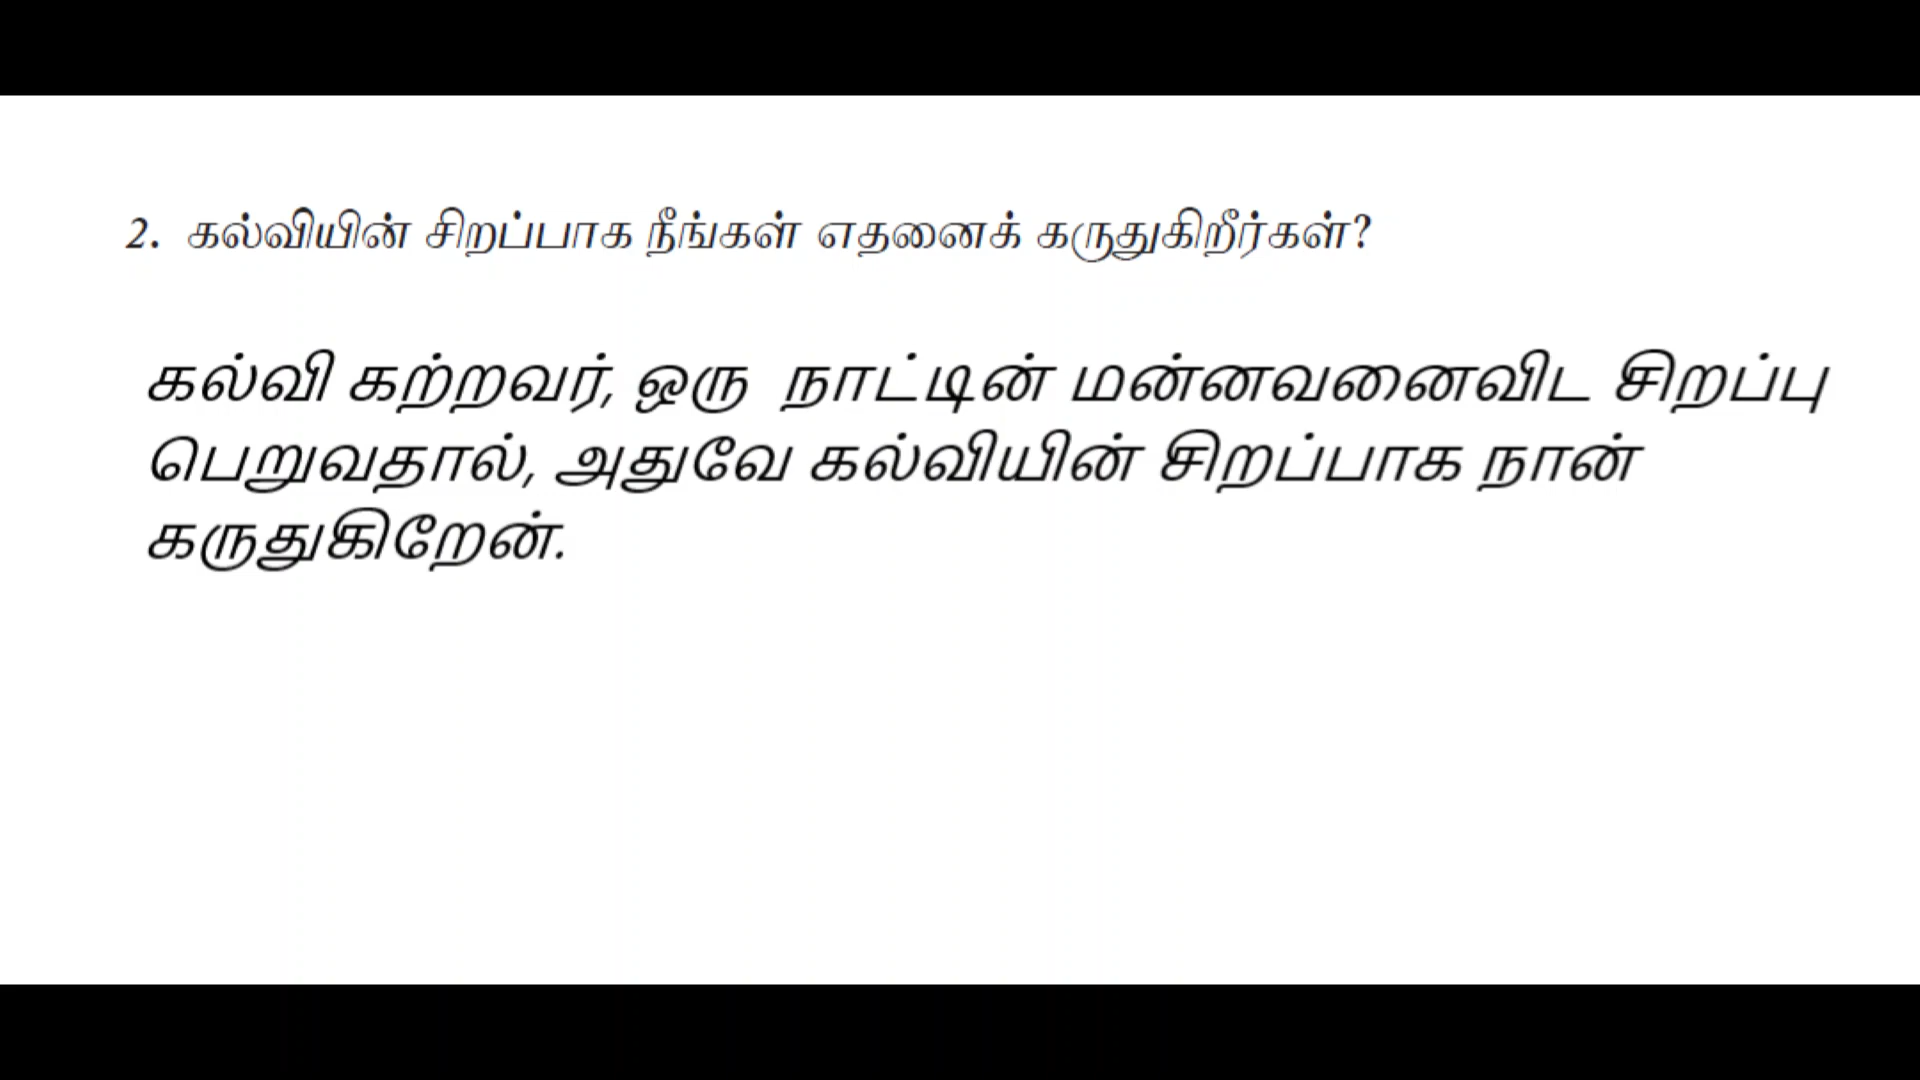 2. கல்வியின் சிறப்பாக நீங்கள் எதனைக் கருதுகிறீர்கள்?
கல்வி கற்றவர், ஒரு நாட்டின் மன்னவனைவிட சிறப்பு
பெறுவதால், அதுவே கல்வியின் சிறப்பாக நான்
கருதுகிறேன்.